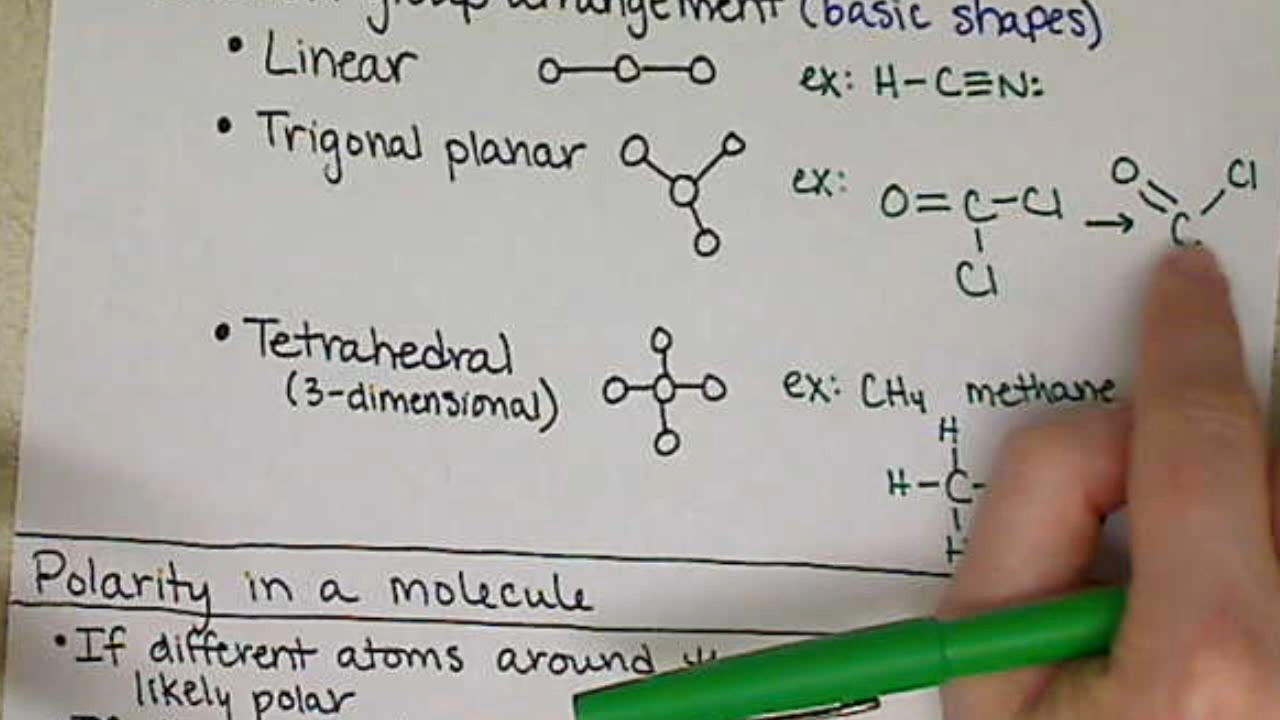 group arrangement (basic shapes)
• Linear ex: H-C≡N:
• Trigonal planar ex: O=C-Cl → O=C-Cl
Cl
• Tetrahedral
(3-dimensional) ex: CH4 methane
H
H-C-
H
Polarity in a molecule
• If different atoms around
likely polar